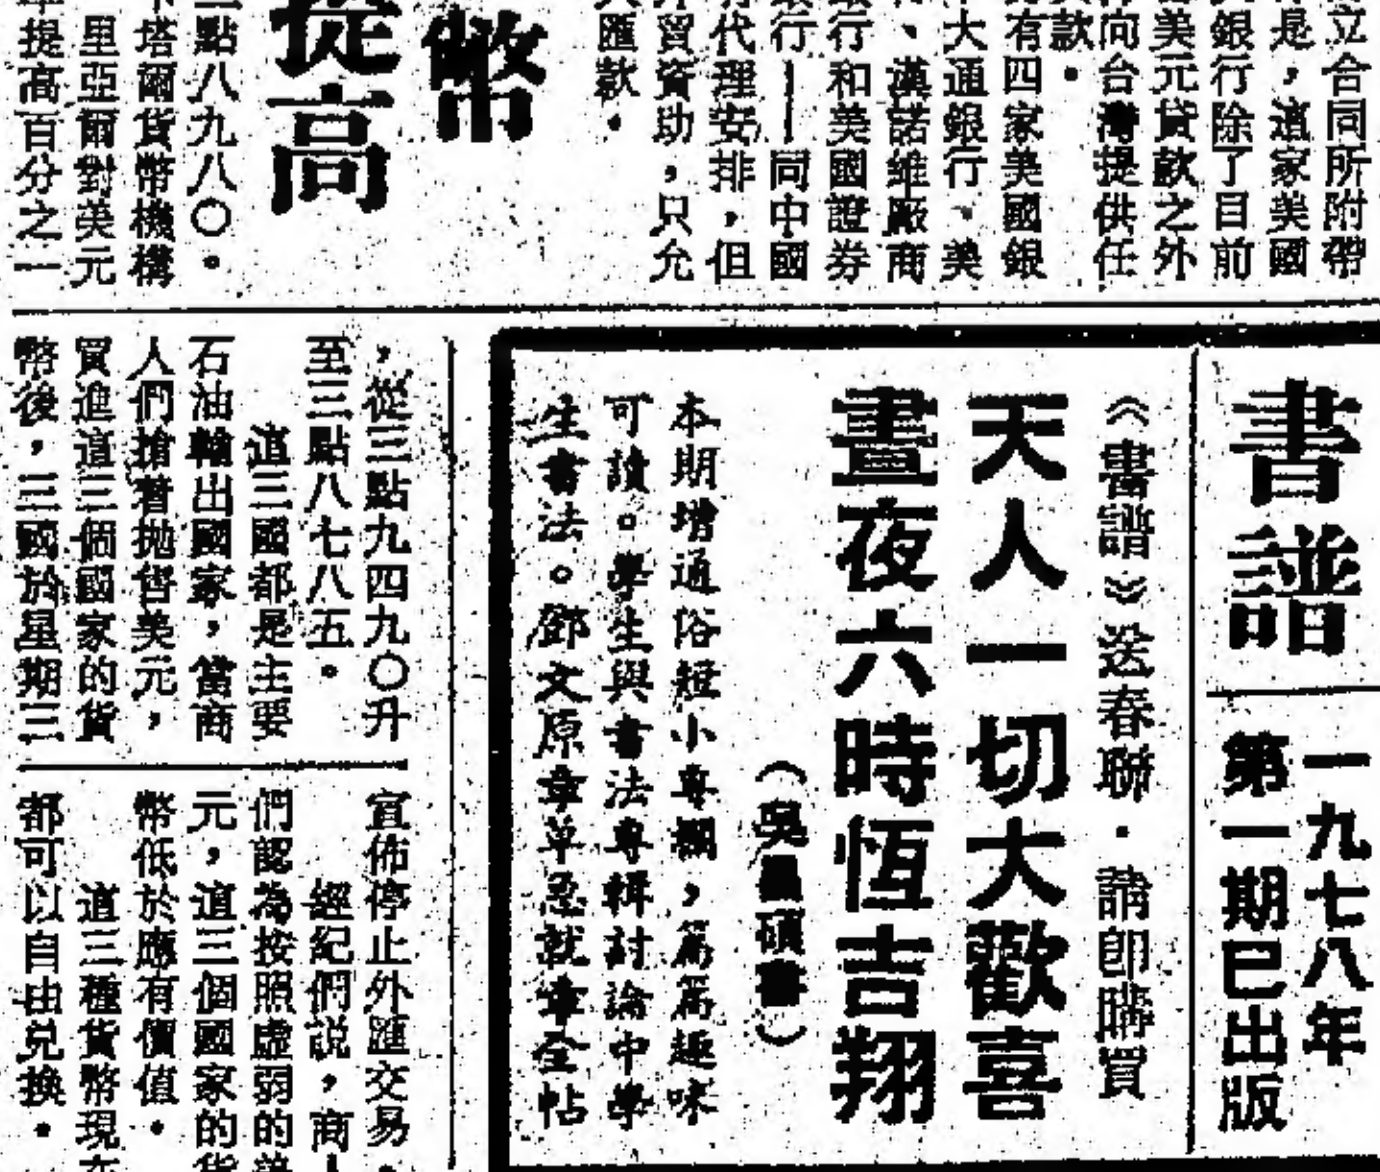 立合同所附帶
是，這家美國
銀行除了目前
美元貸款之外
向台灣提供任
款。
有四家美國銀
大通銀行、美
、漢諾維廠商
行和美國證券
行——同中國
代理安排，但
貿資助，只允
匯款。
幣
提高
點八九八〇。
塔爾貨幣機構
里亞爾對美元
提高百分之一
，從三點九四九〇升
至三點八七八五。
這三國都是主要
石油輸出國家，當商
人們搶着拋售美元，
買進這三個國家的貨
幣後，三國於星期三
宣佈停止外匯交易。
經紀們說，商人
們認為按照虛弱的美
元，這三個國家的貨
幣低於應有價值。
這三種貨幣現在
都可以自由兌換。
書譜
一九七八年
第一期已出版
《書譜》送春聯．請即購買
天人一切大歡喜
晝夜六時恆吉翔
（吳昌碩書）
本期增通俗短小專欄，篇篇趣味
可讀。學生與書法專輯討論中學
生書法。鄧文原章草急就章全帖